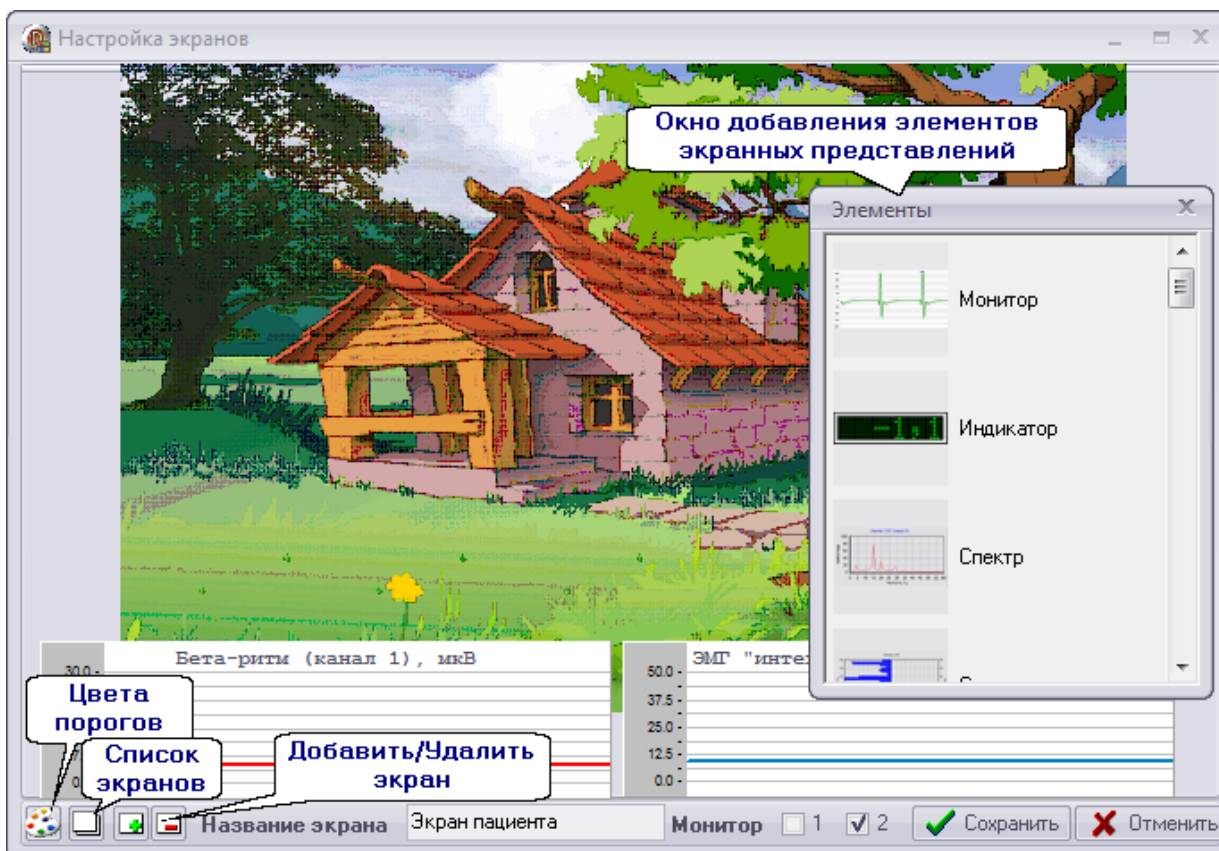 Настройка экранов
Окно добавления элементов
экранных представлений
Элементы
Монитор
-1,1
Индикатор
Спектр
Бета-ритм (канал 1), мкВ
30.0
ЭМГ
50.0
37.5
25.0
12.5
0.0
Цвета
порогов
Список
экранов
Добавить/Удалить
экран
Название экрана
Экран пациента
Монитор
1
2
Сохранить
Отменить